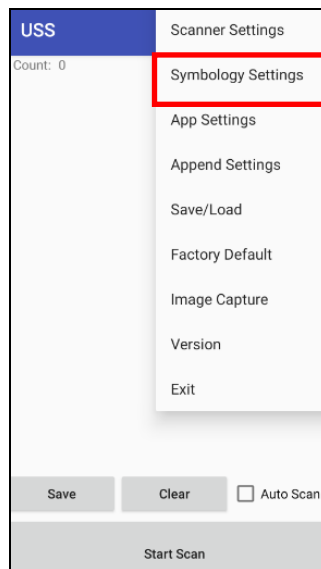 USS
Count: 0
Scanner Settings
Symbology Settings
App Settings
Append Settings
Save/Load
Factory Default
Image Capture
Version
Exit
Save Clear Auto Scan
Start Scan